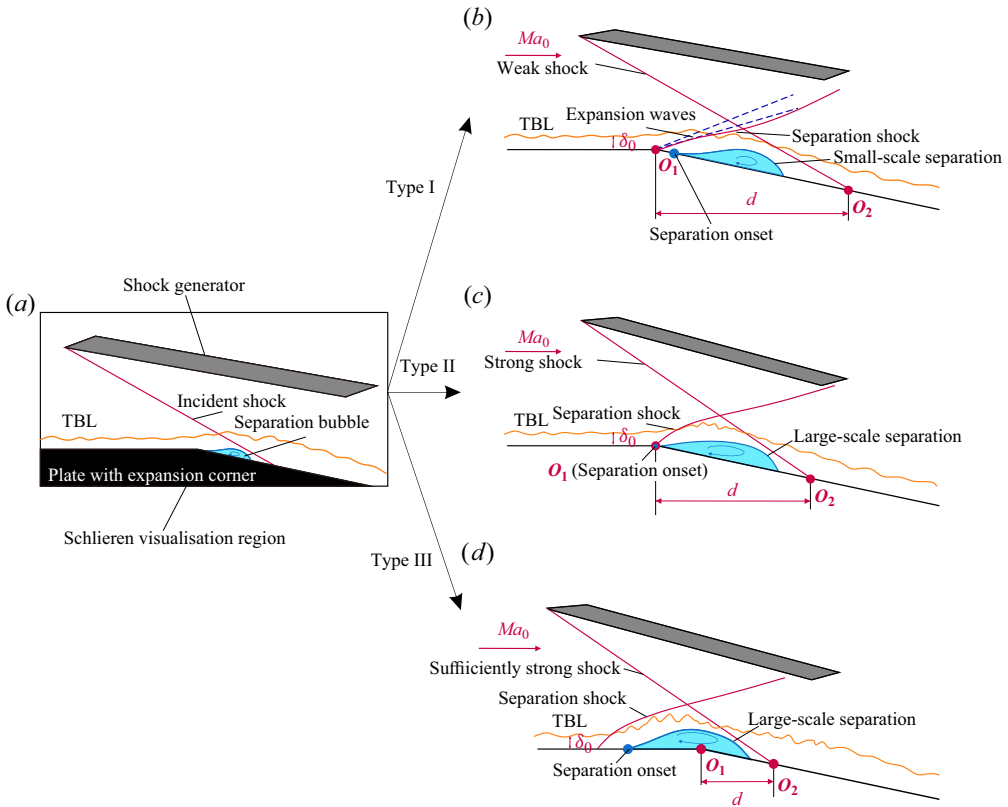 (a)
Shock generator
Incident shock
TBL
Separation bubble
Plate with expansion corner
Schlieren visualisation region
Type I
Type II
Type III
(b)
Ma0
Weak shock
TBL
Expansion waves
δ0
Separation shock
Small-scale separation
O1
d
O2
Separation onset
(c)
Ma0
Strong shock
Separation shock
TBL
δ0
Large-scale separation
O1 (Separation onset)
d
O2
(d)
Ma0
Suffiiciently strong shock
Separation shock
TBL
δ0
Large-scale separation
O1
Separation onset
O2
d